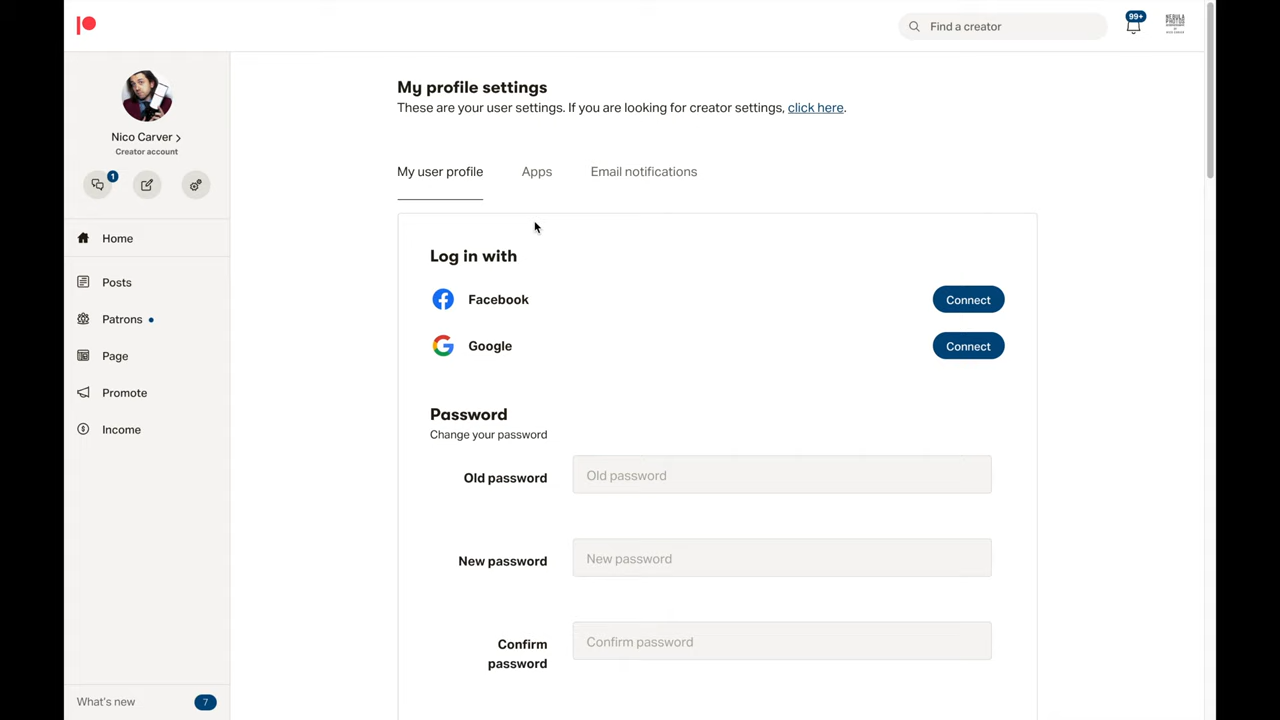 Find a creator
99+
NEBULA
PHOTOS
Nico Carver
Creator account
1
Home
Posts
Patrons
Page
Promote
Income
What's new
7
My profile settings
These are your user settings. If you are looking for creator settings, click here.
My user profile
Apps
Email notifications
Log in with
Facebook
Connect
Google
Connect
Password
Change your password
Old password
Old password
New password
New password
Confirm
password
Confirm password